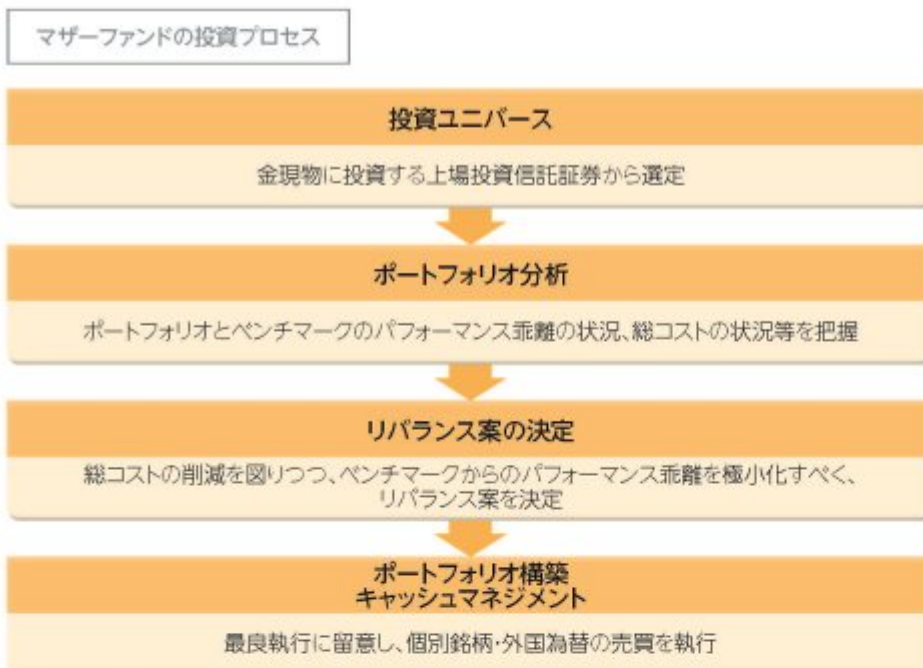 マザーファンドの投資プロセス
投資ユニバース
金現物に投資する上場投資信託証券から選定
ポートフォリオ分析
ポートフォリオとベンチマークのパフォーマンス乖離の状況、総コストの状況等を把握
リバランス案の決定
総コストの削減を図りつつ、ベンチマークからのパフォーマンス乖離を極小化すべく、
リバランス案を決定
ポートフォリオ構築
キャッシュマネジメント
最良執行に留意し、個別銘柄・外国為替の売買を執行